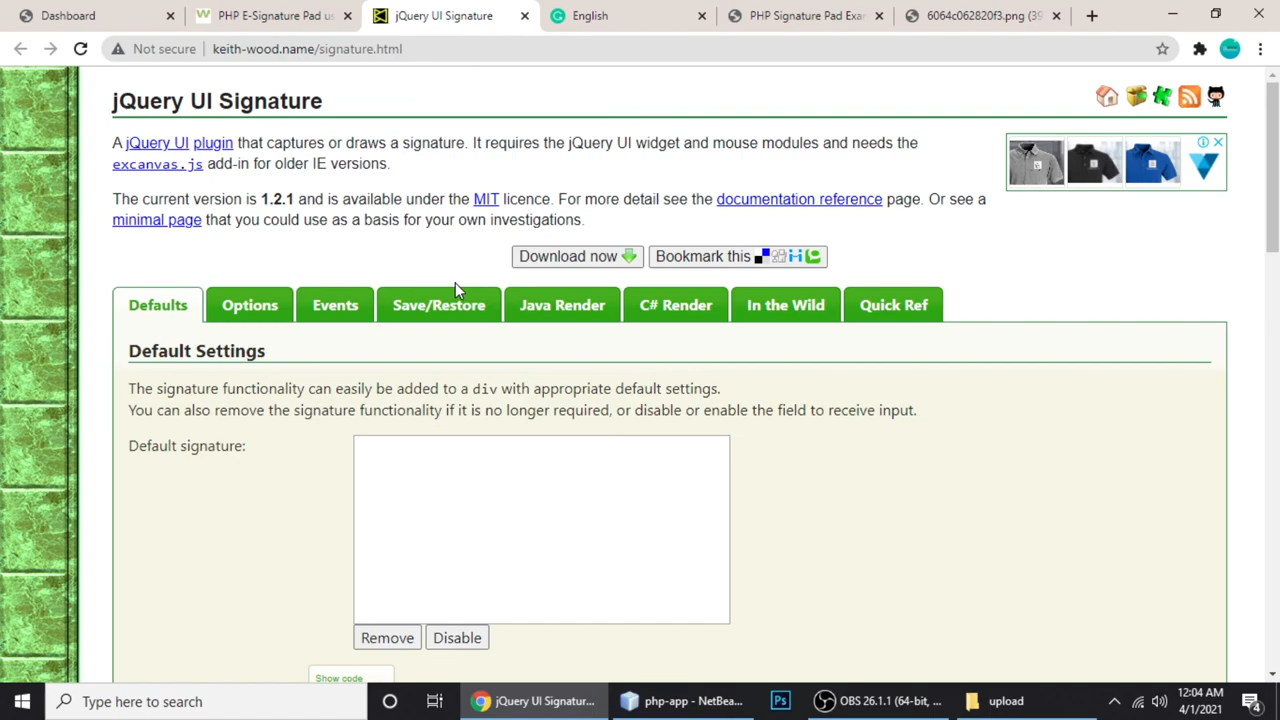 Dashboard
PHP E-Signature Pad us
jQuery UI Signature
English
PHP Signature Pad Exa
6064c062820f3.png (39
Not secure
keith-wood.name/signature.html
jQuery UI Signature
A jQuery UI plugin that captures or draws a signature. It requires the jQuery UI widget and mouse modules and needs the
excanvas.js add-in for older IE versions.
The current version is 1.2.1 and is available under the MIT licence. For more detail see the documentation reference page. Or see a
minimal page that you could use as a basis for your own investigations.
Download now
Bookmark this
Defaults
Options
Events
Save/Restore
Java Render
C# Render
In the Wild
Quick Ref
Default Settings
The signature functionality can easily be added to a div with appropriate default settings.
You can also remove the signature functionality if it is no longer required, or disable or enable the field to receive input.
Default signature:
Remove
Disable
Show code
Type here to search
jQuery UI Signatur...
php-app - NetBea...
Ps
OBS 26.1.1 (64-bit, ...
upload
12:04 AM
4/1/2021
4